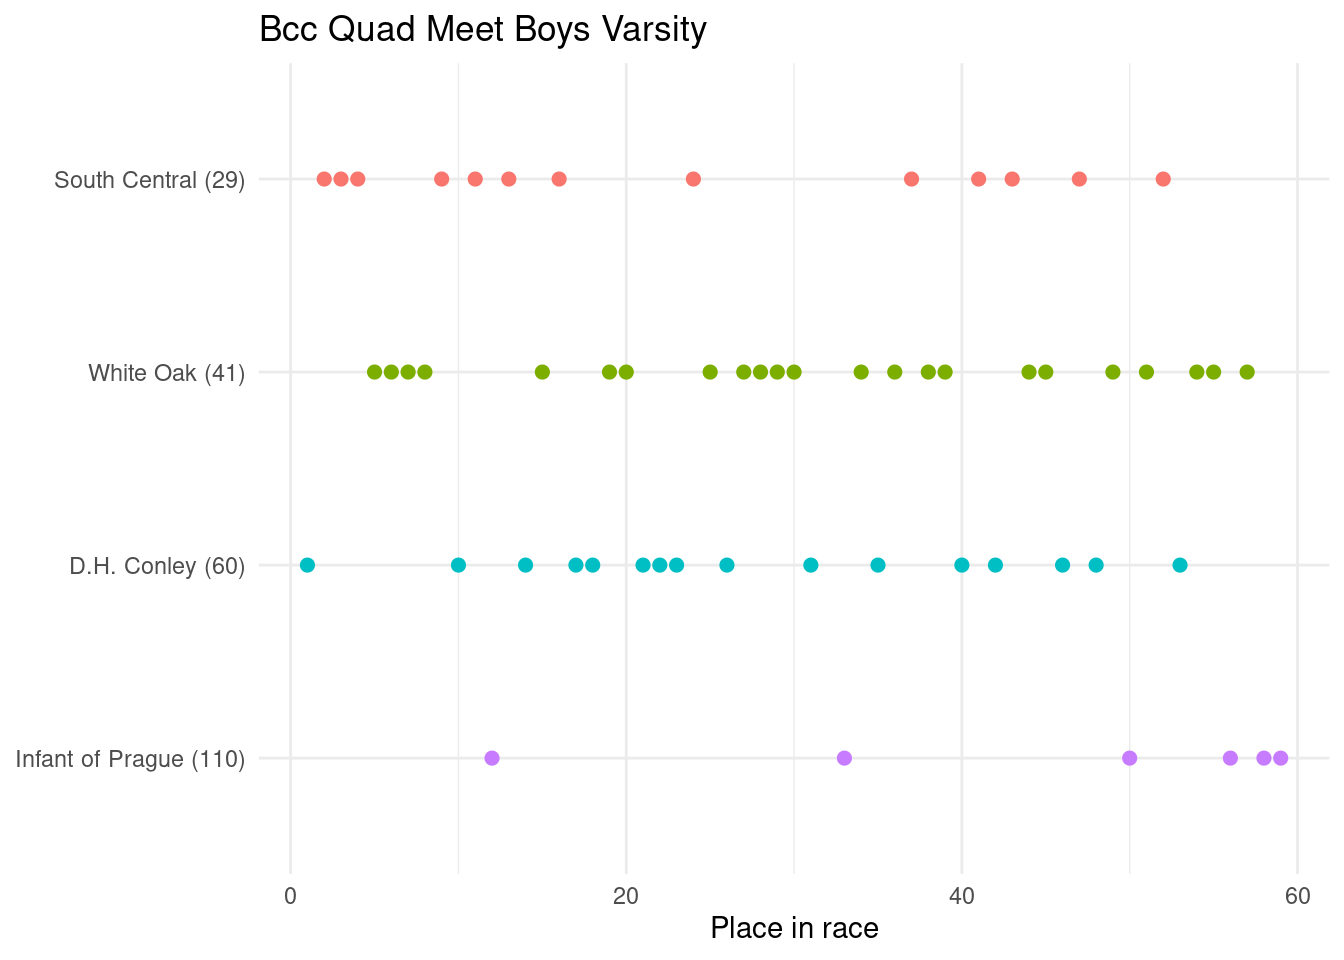 Bcc Quad Meet Boys Varsity
South Central (29)
White Oak (41)
D.H. Conley (60)
Infant of Prague (110)
0
20
40
60
Place in race